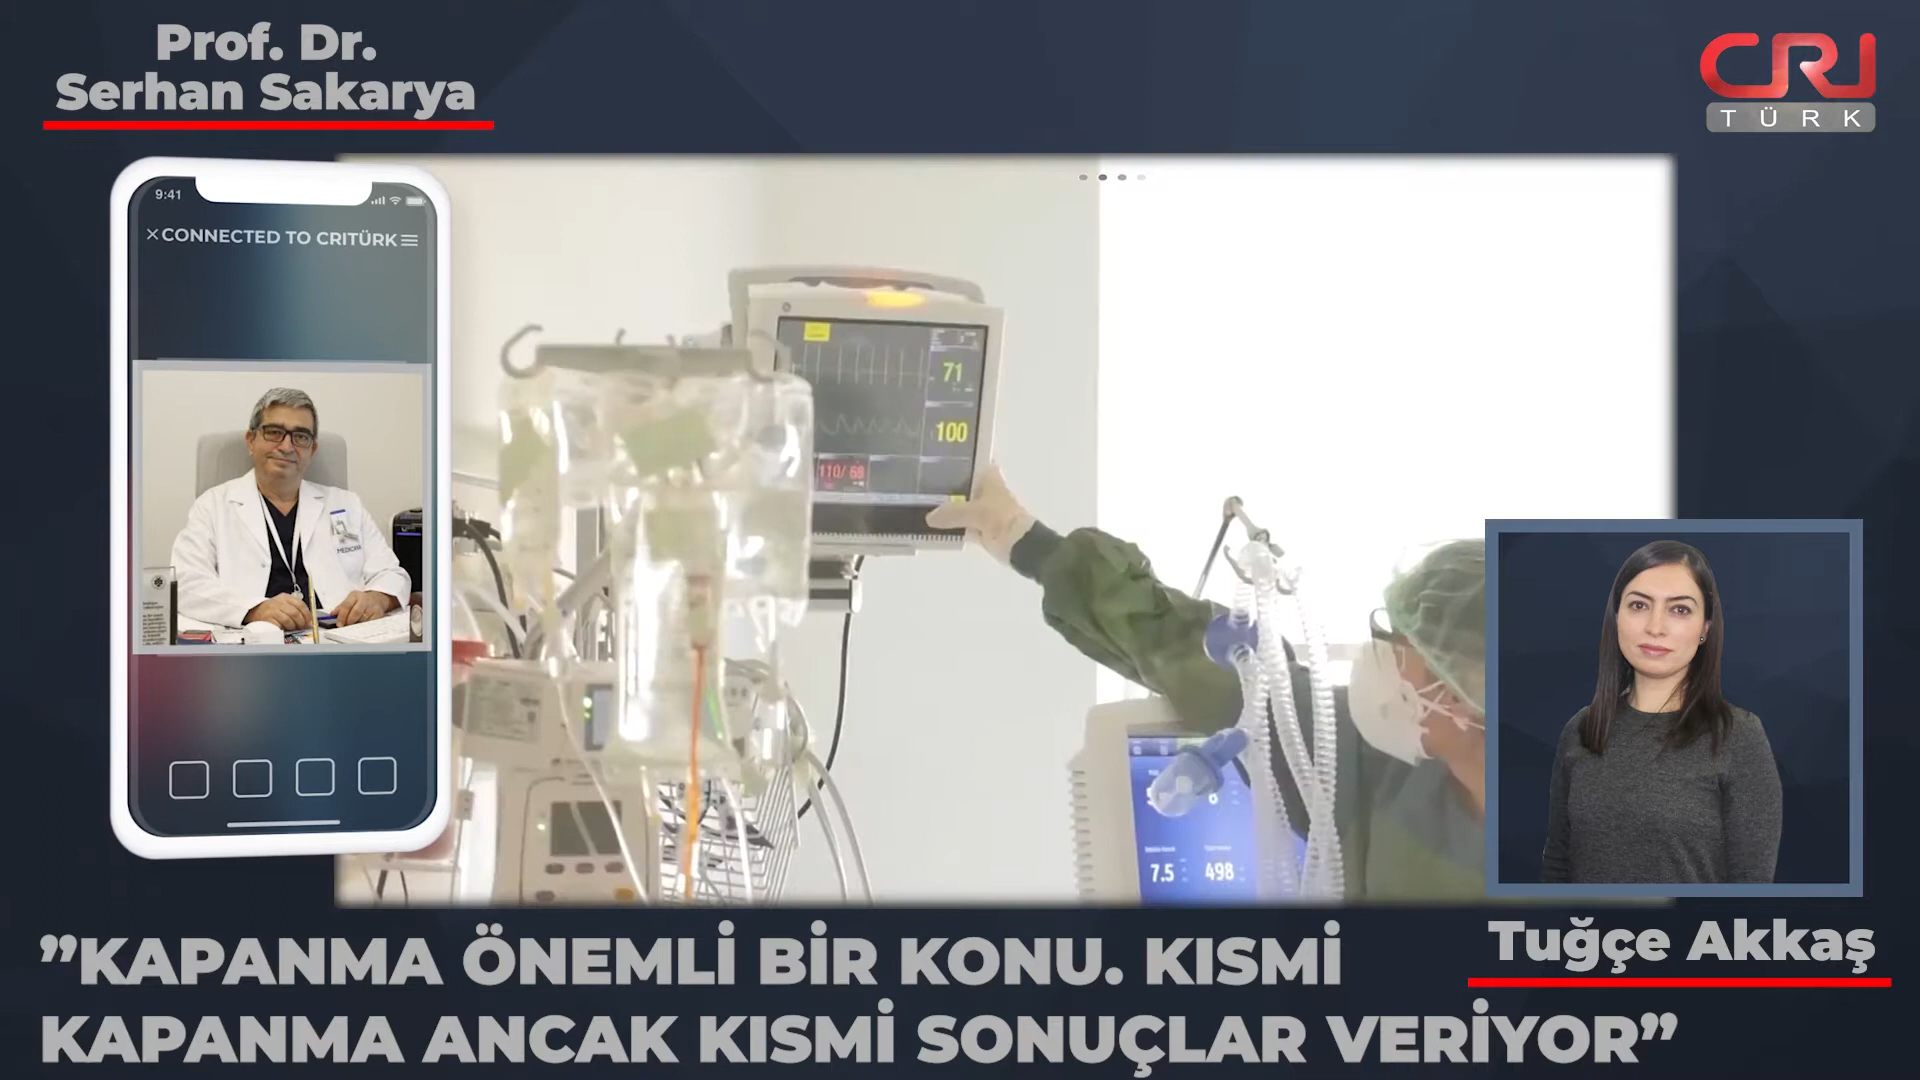 Prof. Dr.
Serhan Sakarya
CRI
TÜRK
9:41
CONNECTED TO CRITÜRK
71
100
110/ 68
MEDICANA
7.5
498
Tuğçe Akkaş
”KAPANMA ÖNEMLİ BİR KONU. KISMİ
KAPANMA ANCAK KISMİ SONUÇLAR VERİYOR”